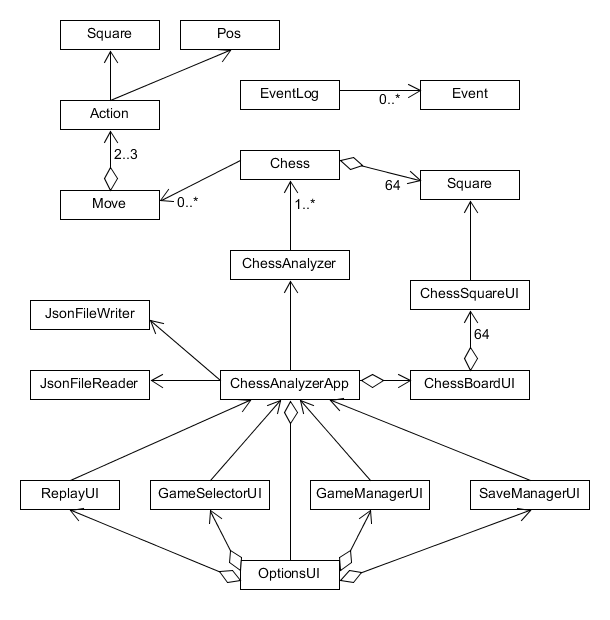 Square
Pos
EventLog
0..*
Event
Action
2..3
Chess
64
Square
Move
0..*
1..*
ChessAnalyzer
ChessSquareUI
JsonFileWriter
64
JsonFileReader
ChessAnalyzerApp
ChessBoardUI
ReplayUI
GameSelectorUI
GameManagerUI
SaveManagerUI
OptionsUI